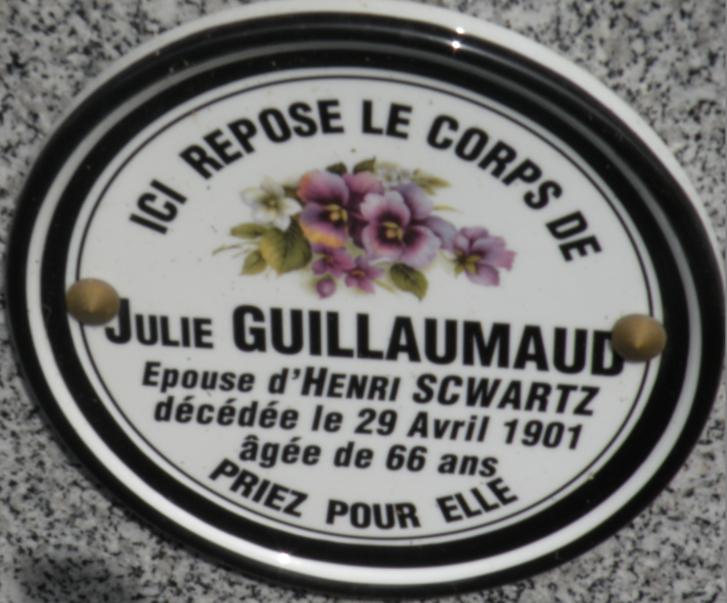 ICI REPOSE LE CORPS DE
JULIE GUILLAUMAUD
Epouse d'HENRI SCWARTZ
décédée le 29 Avril 1901
âgée de 66 ans
PRIEZ POUR ELLE